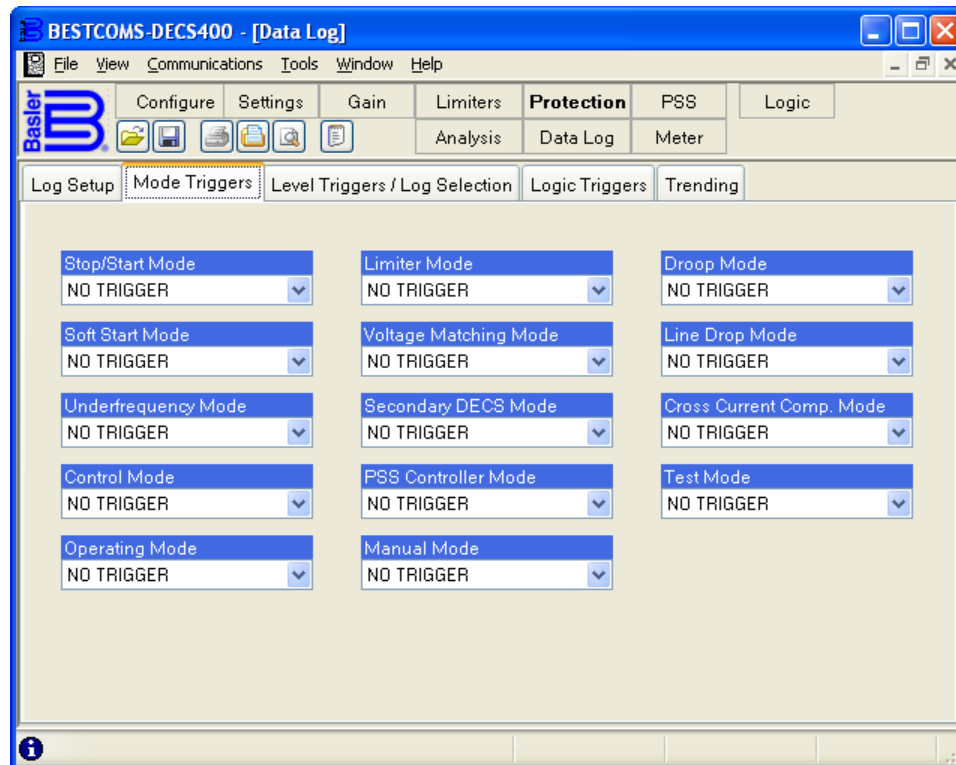 BESTCOMS-DECS400 - [Data Log]
File View Communications Tools Window Help
Basler
Configure Settings Gain Limiters Protection PSS Logic
Analysis Data Log Meter
Log Setup Mode Triggers Level Triggers / Log Selection Logic Triggers Trending
Stop/Start Mode Limiter Mode Droop Mode
NO TRIGGER NO TRIGGER NO TRIGGER
Soft Start Mode Voltage Matching Mode Line Drop Mode
NO TRIGGER NO TRIGGER NO TRIGGER
Underfrequency Mode Secondary DECS Mode Cross Current Comp. Mode
NO TRIGGER NO TRIGGER NO TRIGGER
Control Mode PSS Controller Mode Test Mode
NO TRIGGER NO TRIGGER NO TRIGGER
Operating Mode Manual Mode
NO TRIGGER NO TRIGGER